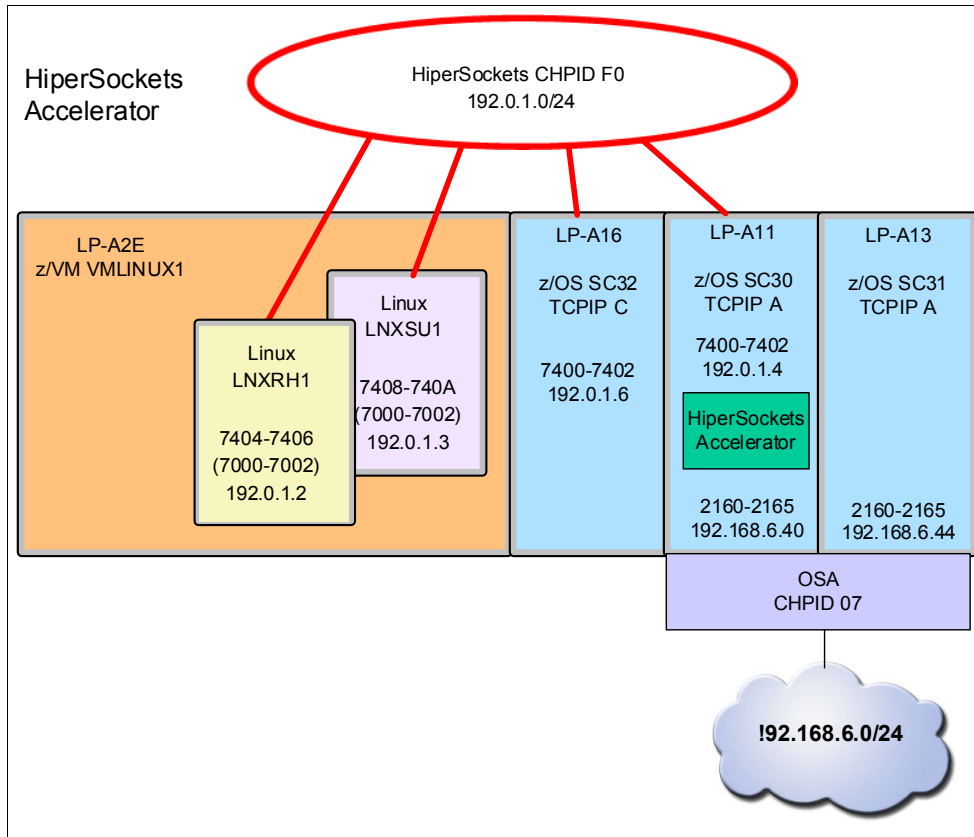 HiperSockets
Accelerator
HiperSockets CHPID F0
192.0.1.0/24
LP-A2E
z/VM VMLINUX1
Linux
LNXRH1
7404-7406
(7000-7002)
192.0.1.2
Linux
LNXSU1
7408-740A
(7000-7002)
192.0.1.3
LP-A16
z/OS SC32
TCPIP C
7400-7402
192.0.1.6
LP-A11
z/OS SC30
TCPIP A
7400-7402
192.0.1.4
HiperSockets
Accelerator
2160-2165
192.168.6.40
LP-A13
z/OS SC31
TCPIP A
2160-2165
192.168.6.44
OSA
CHPID 07
!92.168.6.0/24